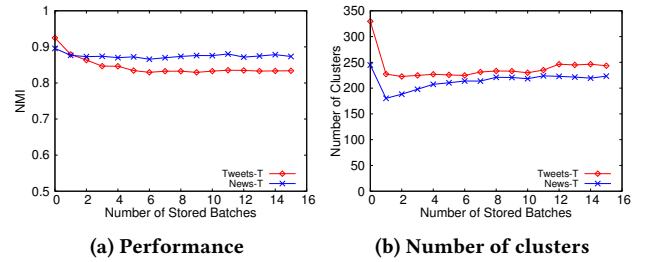 1
0.9
0.8
0.7
0.6
0.5
NMI
0 2 4 6 8 10 12 14 16
Number of Stored Batches
Tweets-T
News-T
(a) Performance
350
300
250
200
150
100
50
0
Number of Clusters
0 2 4 6 8 10 12 14 16
Number of Stored Batches
Tweets-T
News-T
(b) Number of clusters